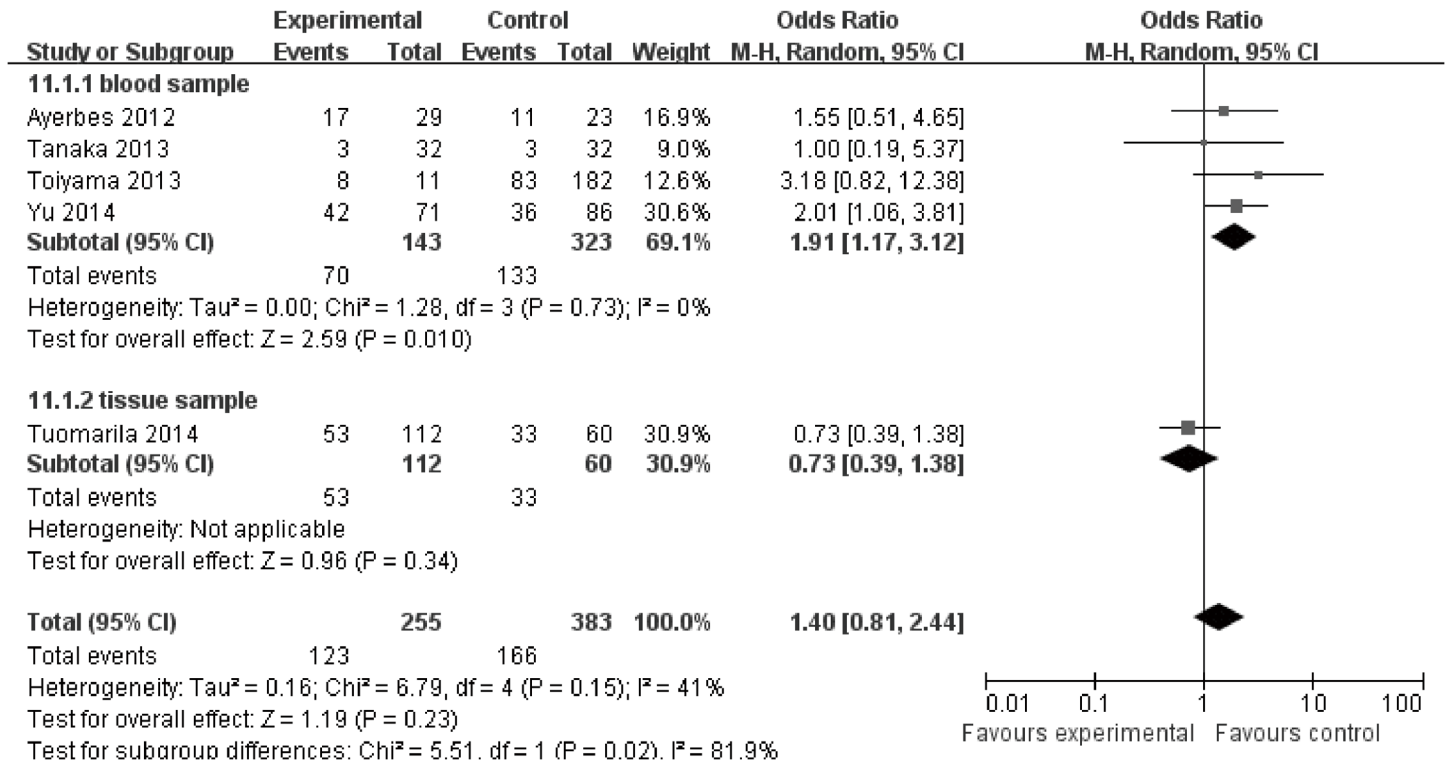 Experimental Control Odds Ratio Odds Ratio
Study or Subgroup Events Total Events Total Weight M-H, Random, 95% CI M-H, Random, 95% CI
11.1.1 blood sample
Ayerbes 2012 17 29 11 23 16.9% 1.55 [0.51, 4.65]
Tanaka 2013 3 32 3 32 9.0% 1.00 [0.19, 5.37]
Toiyama 2013 8 11 83 182 12.6% 3.18 [0.82, 12.38]
Yu 2014 42 71 36 86 30.6% 2.01 [1.06, 3.81]
Subtotal (95% CI) 143 323 69.1% 1.91 [1.17, 3.12]
Total events 70 133
Heterogeneity: Tau² = 0.00; Chi² = 1.28, df = 3 (P = 0.73); I² = 0%
Test for overall effect: Z = 2.59 (P = 0.010)
11.1.2 tissue sample
Tuomarila 2014 53 112 33 60 30.9% 0.73 [0.39, 1.38]
Subtotal (95% CI) 112 60 30.9% 0.73 [0.39, 1.38]
Total events 53 33
Heterogeneity: Not applicable
Test for overall effect: Z = 0.96 (P = 0.34)
Total (95% CI) 255 383 100.0% 1.40 [0.81, 2.44]
Total events 123 166
Heterogeneity: Tau² = 0.16; Chi² = 6.79, df = 4 (P = 0.15); I² = 41%
Test for overall effect: Z = 1.19 (P = 0.23)
Test for subgroup differences: Chi² = 5.51, df = 1 (P = 0.02), I² = 81.9%
0.01 0.1 1 10 100
Favours experimental Favours control